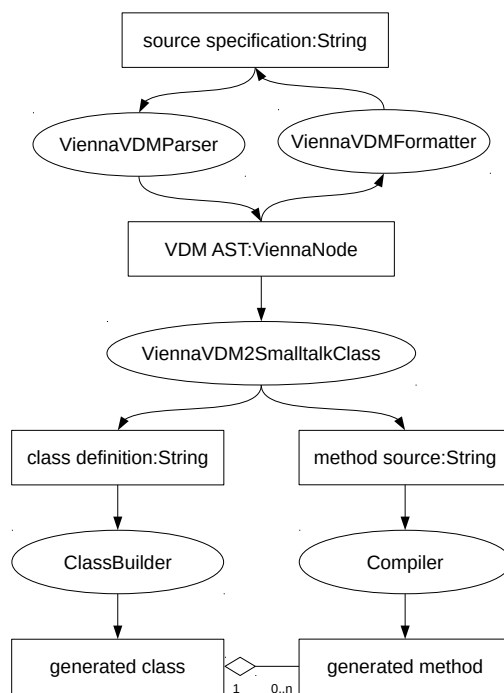 source specification:String
ViennaVDMParser
ViennaVDMFormatter
VDM AST:ViennaNode
ViennaVDM2SmalltalkClass
class definition:String
method source:String
ClassBuilder
Compiler
generated class
generated method
1
0..n